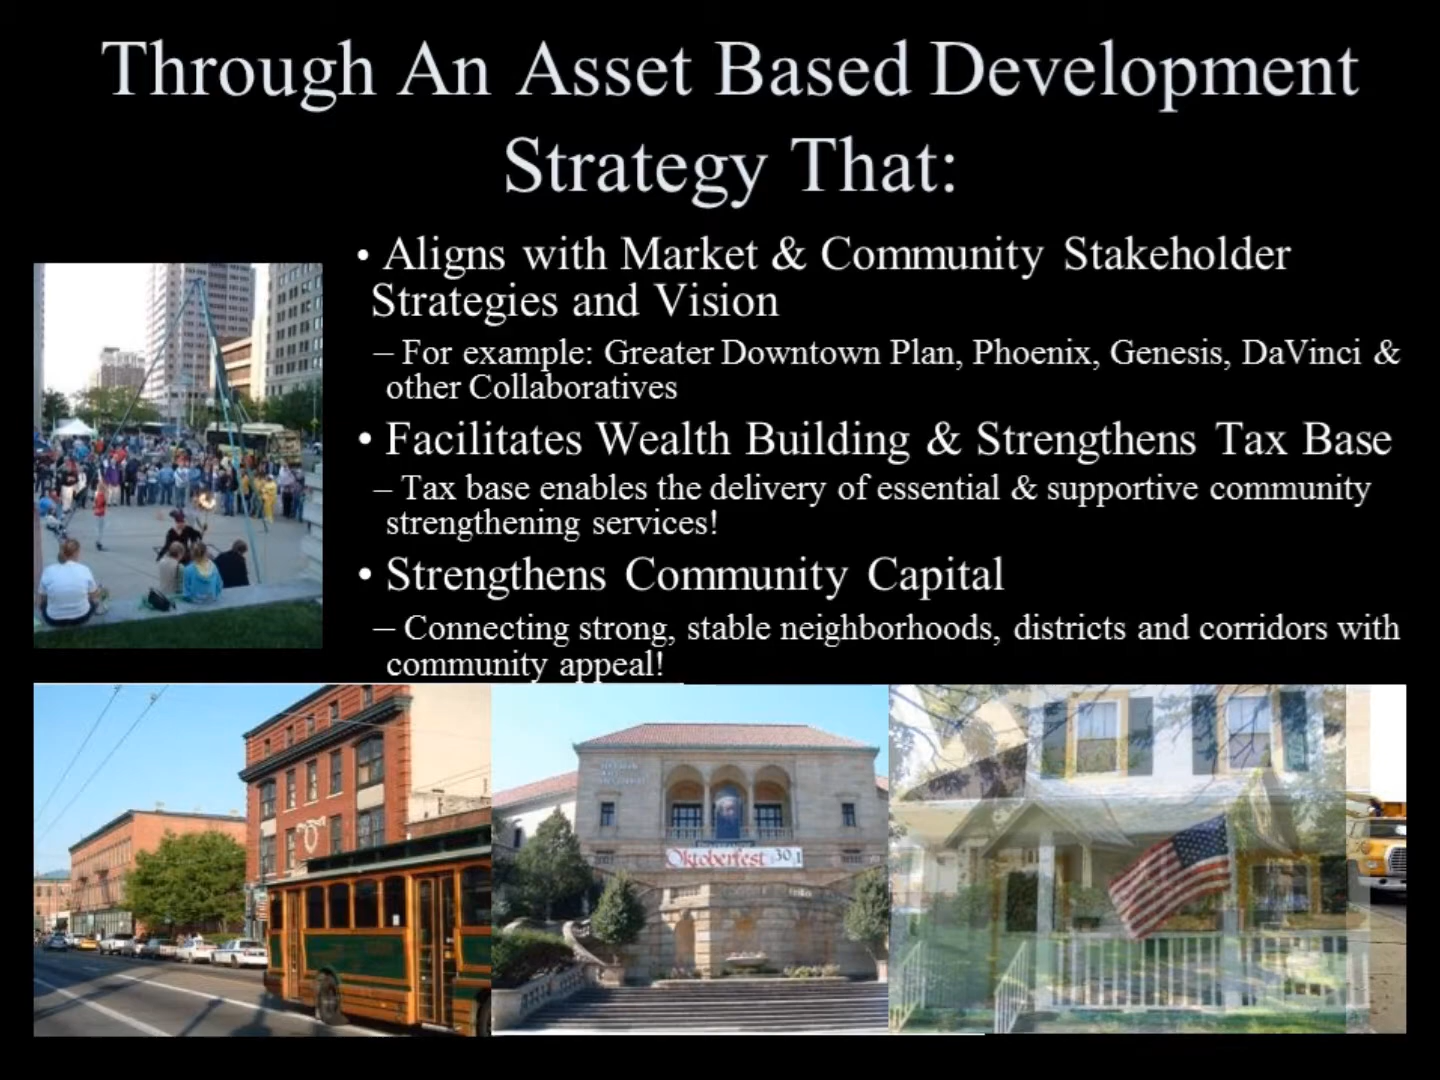 Through An Asset Based Development
Strategy That:
• Aligns with Market & Community Stakeholder
Strategies and Vision
– For example: Greater Downtown Plan, Phoenix, Genesis, DaVinci &
other Collaboratives
• Facilitates Wealth Building & Strengthens Tax Base
– Tax base enables the delivery of essential & supportive community
strengthening services!
• Strengthens Community Capital
– Connecting strong, stable neighborhoods, districts and corridors with
community appeal!
Oktoberfest 30